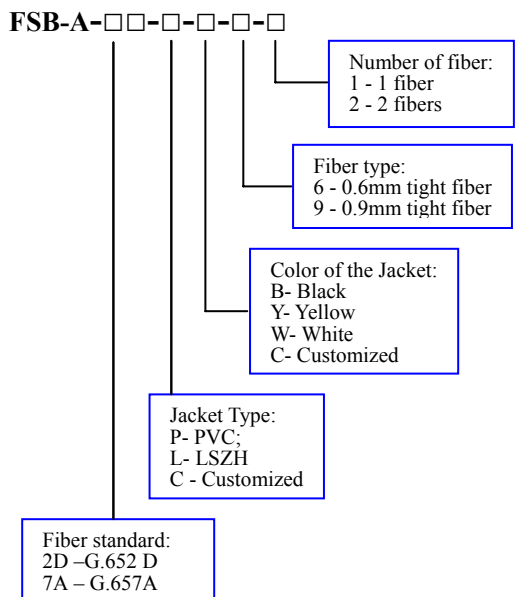 FSB-A-□□-□-□-□-□
Number of fiber:
1 - 1 fiber
2 - 2 fibers
Fiber type:
6 - 0.6mm tight fiber
9 - 0.9mm tight fiber
Color of the Jacket:
B- Black
Y- Yellow
W- White
C- Customized
Jacket Type:
P- PVC;
L- LSZH
C - Customized
Fiber standard:
2D –G.652 D
7A – G.657A